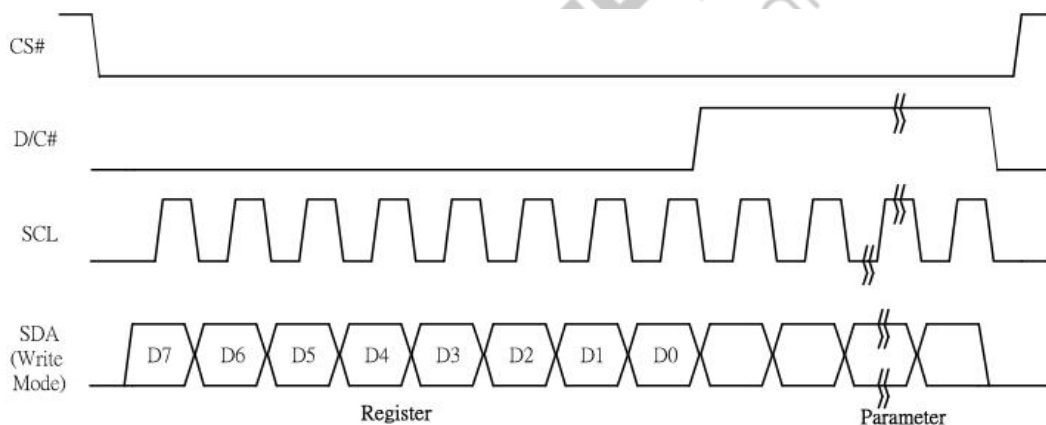 CS#
D/C#
SCL
SDA
(Write
Mode)
D7 D6 D5 D4 D3 D2 D1 D0
Register Parameter